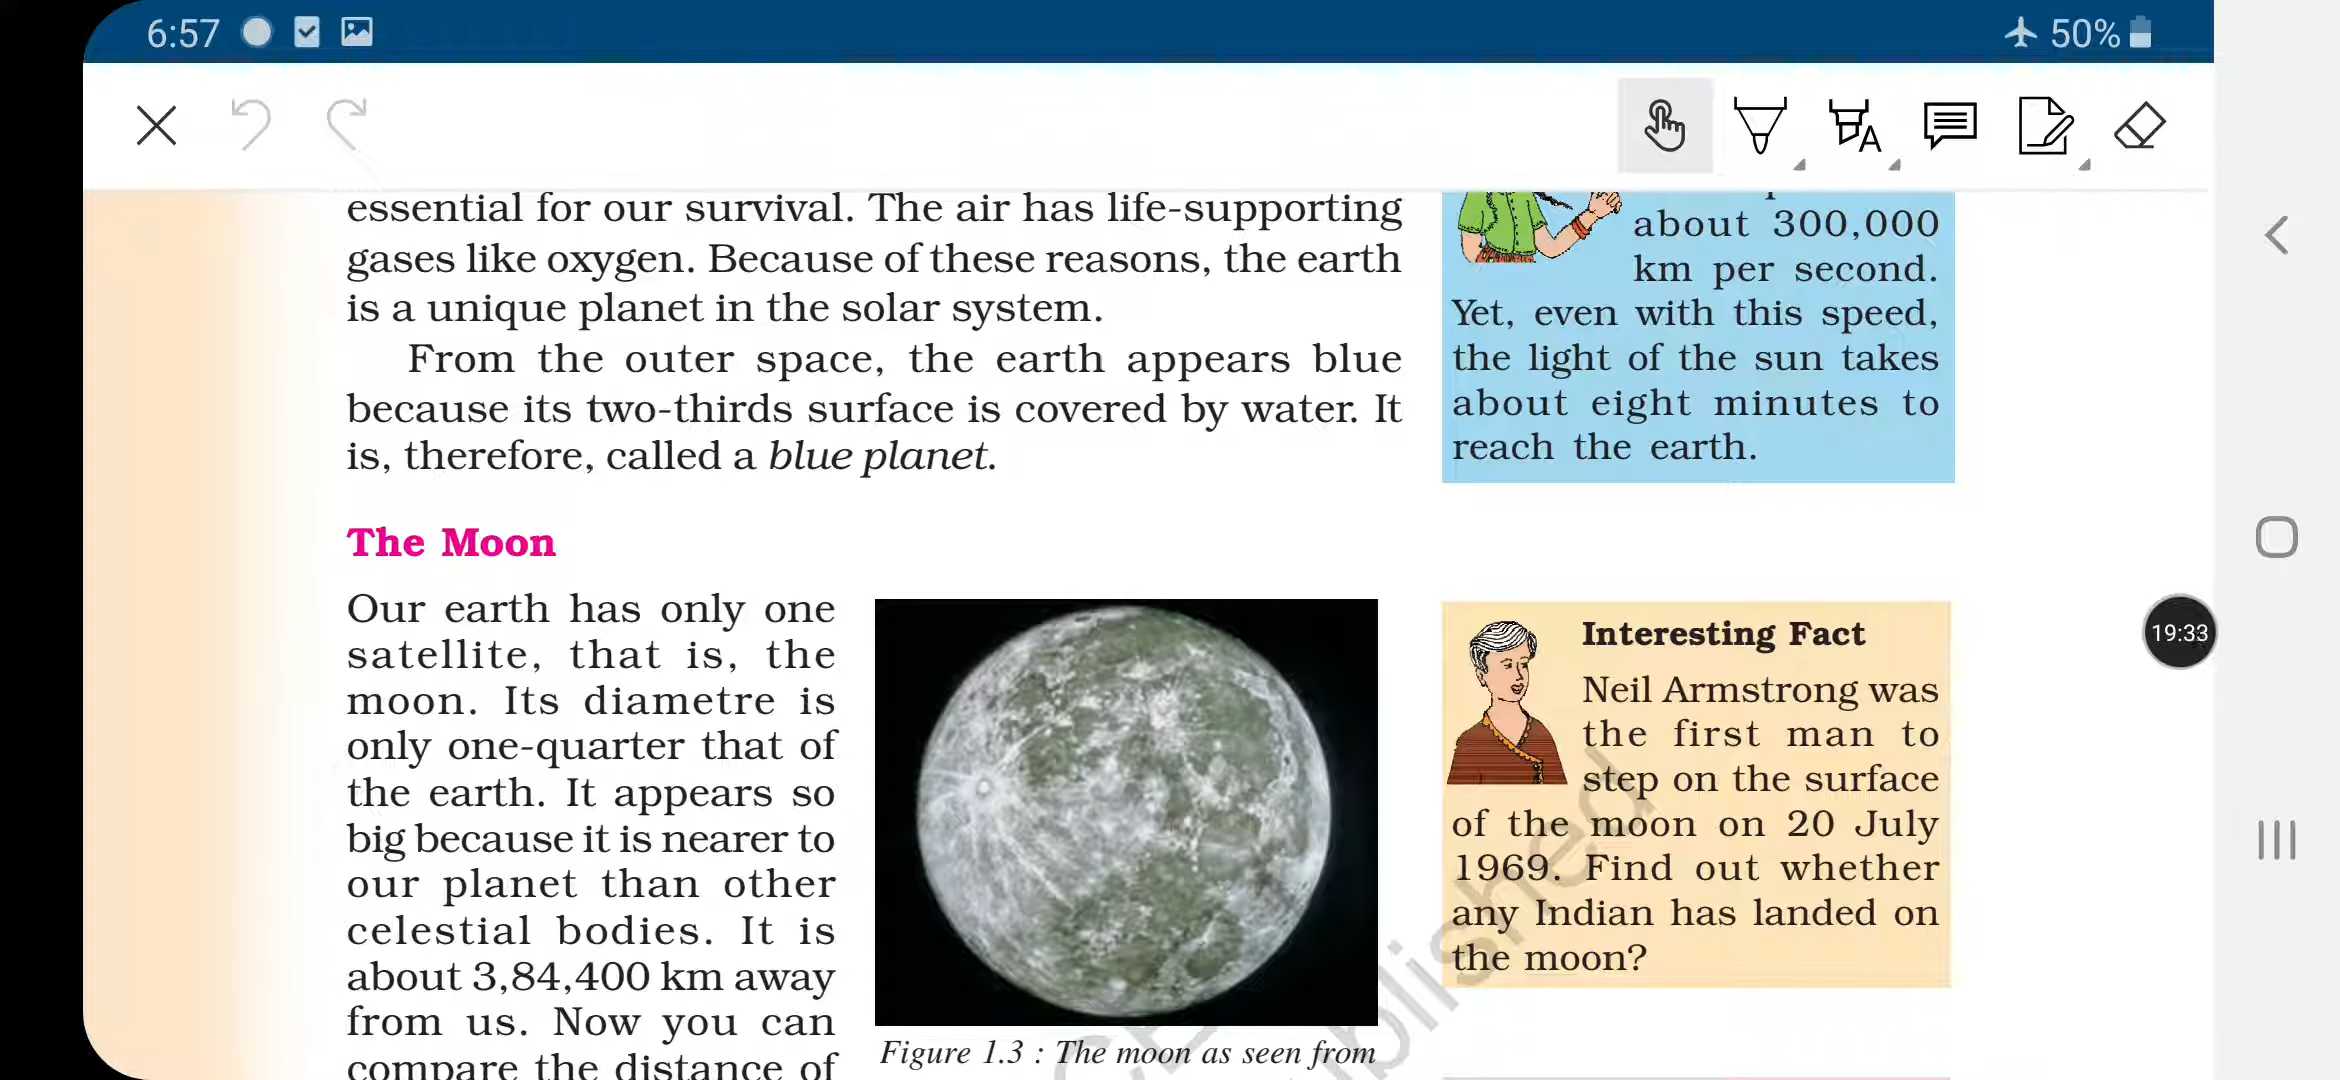 6:57
50%
essential for our survival. The air has life-supporting
gases like oxygen. Because of these reasons, the earth
is a unique planet in the solar system.
From the outer space, the earth appears blue
because its two-thirds surface is covered by water. It
is, therefore, called a blue planet.
The Moon
Our earth has only one
satellite, that is, the
moon. Its diametre is
only one-quarter that of
the earth. It appears so
big because it is nearer to
our planet than other
celestial bodies. It is
about 3,84,400 km away
from us. Now you can
compare the distance of
Figure 1.3 : The moon as seen from
about 300,000
km per second.
Yet, even with this speed,
the light of the sun takes
about eight minutes to
reach the earth.
Interesting Fact
Neil Armstrong was
the first man to
step on the surface
of the moon on 20 July
1969. Find out whether
any Indian has landed on
the moon?
19:33